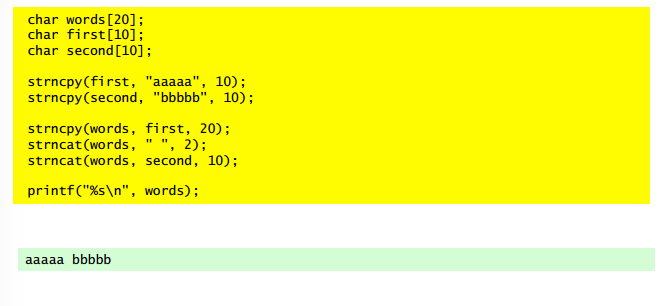 char words[20];
char first[10];
char second[10];
strncpy(first, "aaaaa", 10);
strncpy(second, "bbbbb", 10);
strncpy(words, first, 20);
strncat(words, " ", 2);
strncat(words, second, 10);
printf("%s\n", words);
aaaaa bbbbb